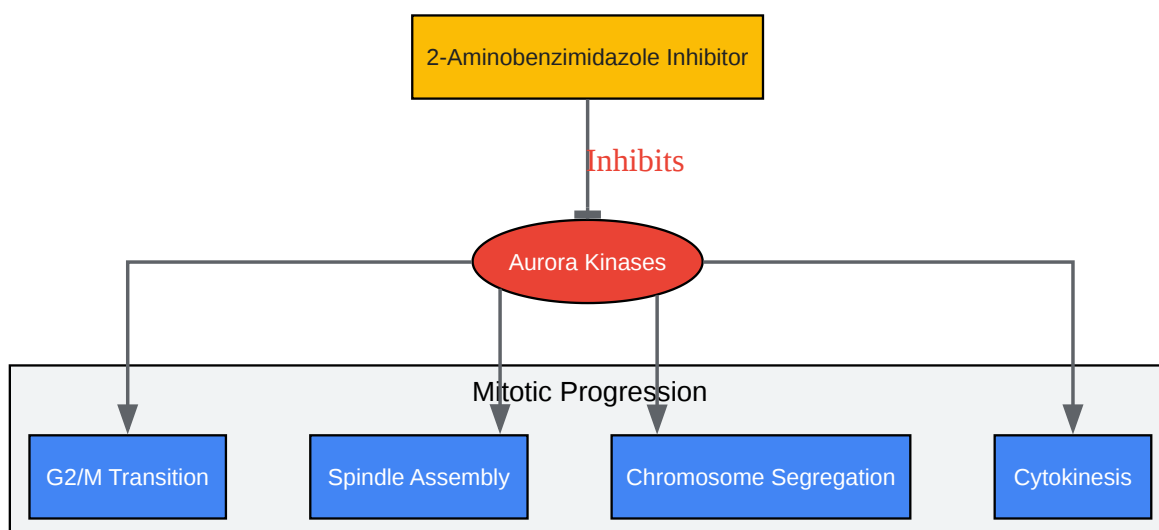 2-Aminobenzimidazole Inhibitor
Inhibits
Aurora Kinases
Mitotic Progression
G2/M Transition
Spindle Assembly
Chromosome Segregation
Cytokinesis